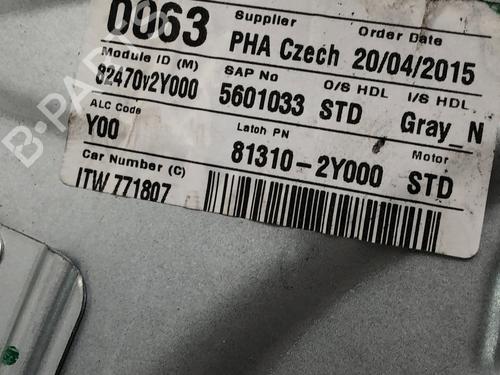 0063 Supplier Order Date
PHA Czech 20/04/2015
Module ID (M) SAP No O/S HDL I/S HDL
82470v2Y000 5601033 STD Gray_N
ALC Code Latch PN Motor
Y00 81310-2Y000 STD
Car Number (C)
ITW 771807
B-PARTS